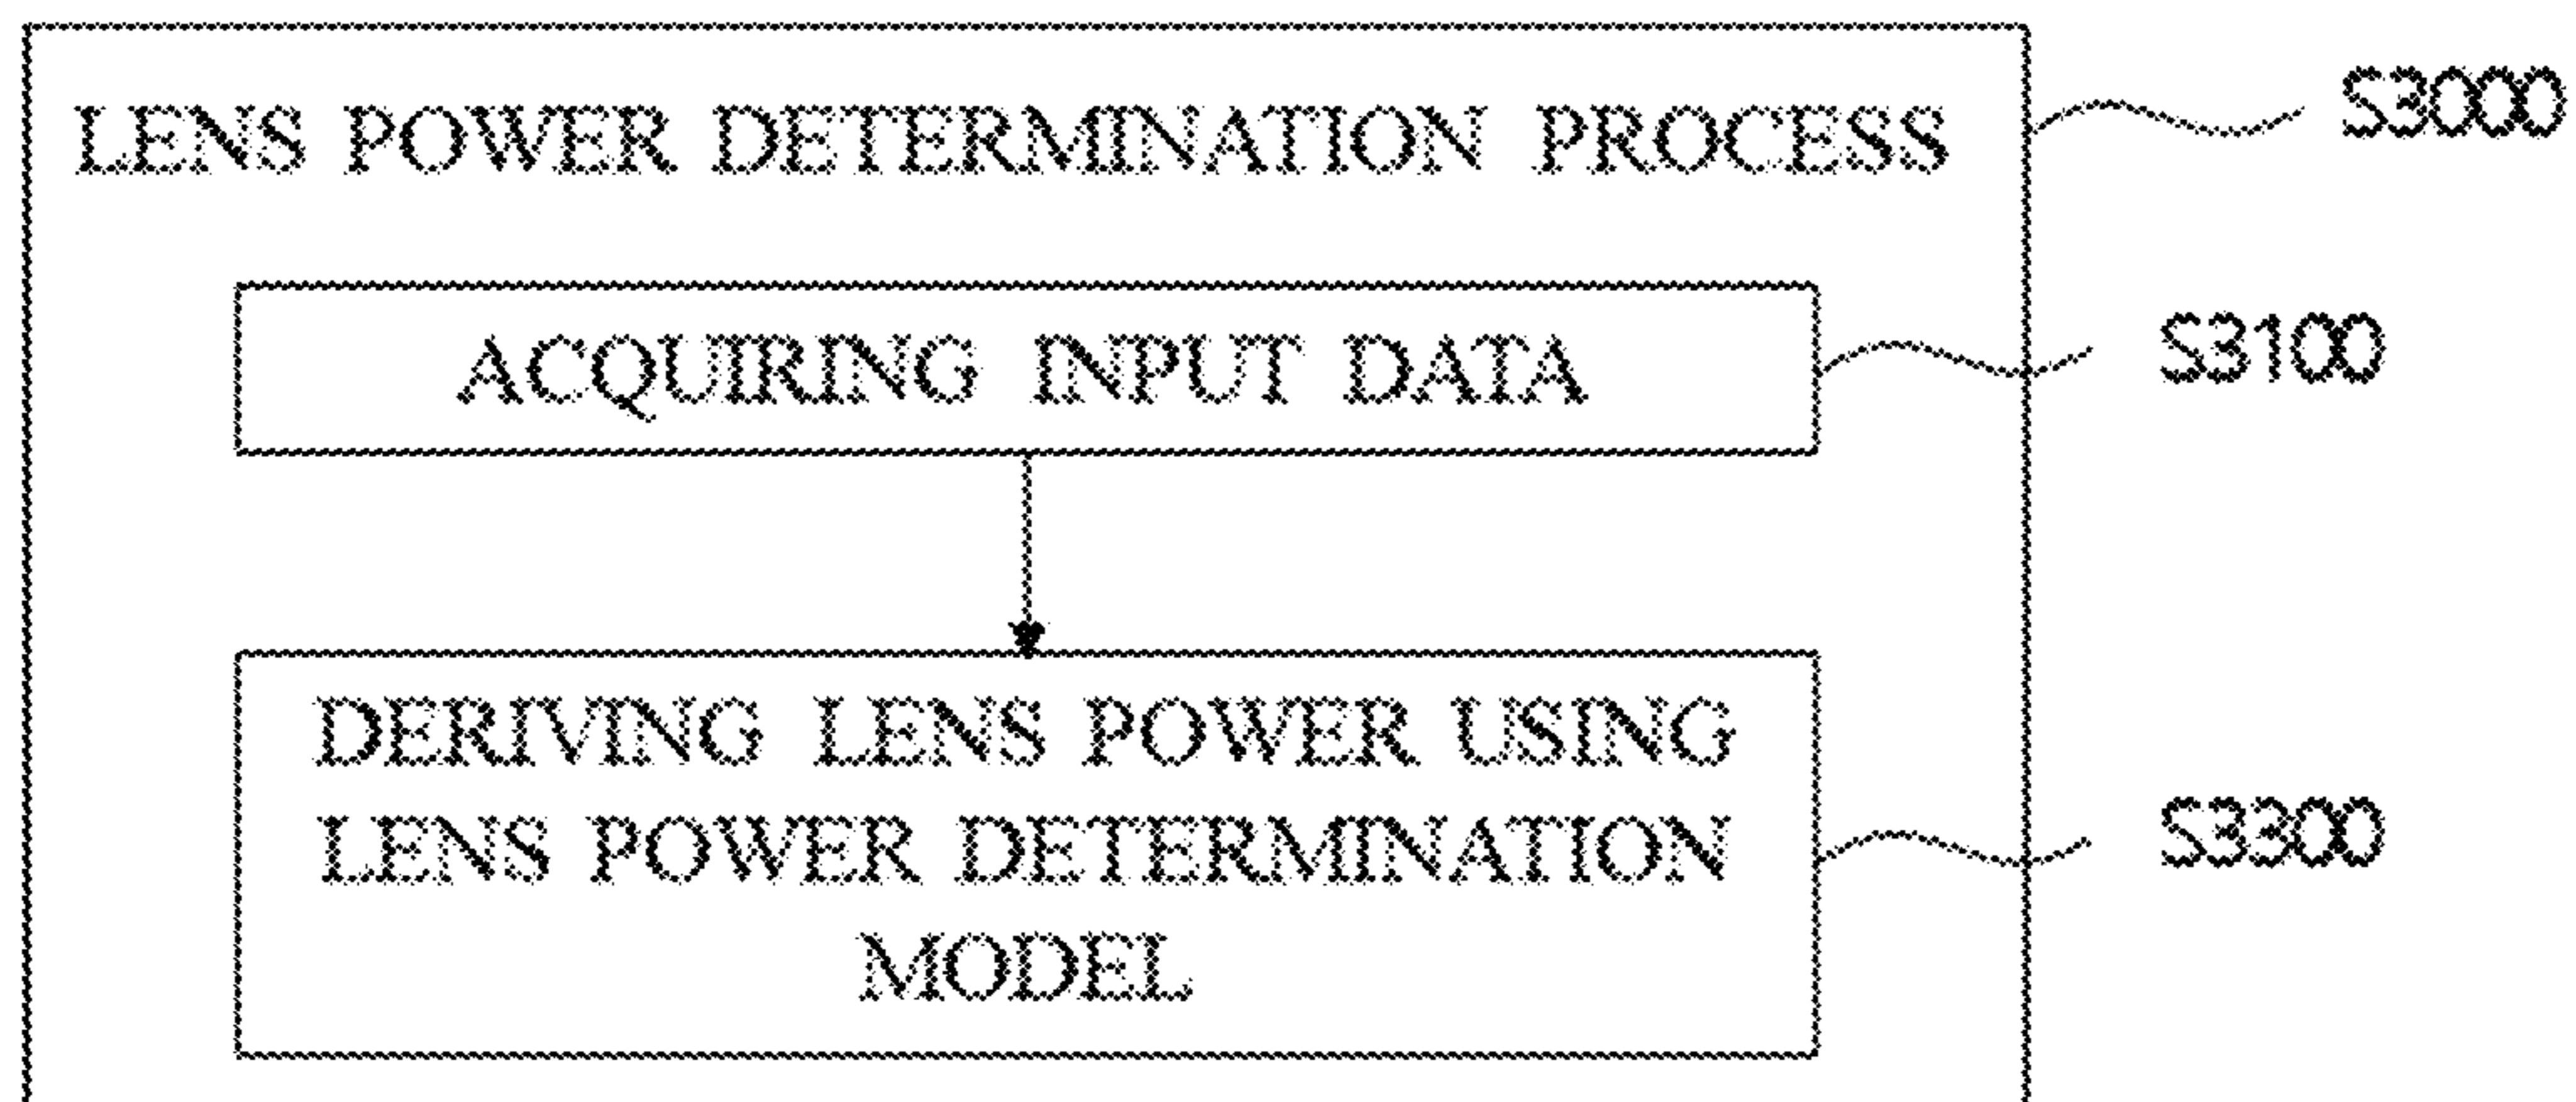 LENS POWER DETERMINATION PROCESS
S3000
ACQUIRING INPUT DATA
S3100
DERIVING LENS POWER USING
LENS POWER DETERMINATION
MODEL
S3300